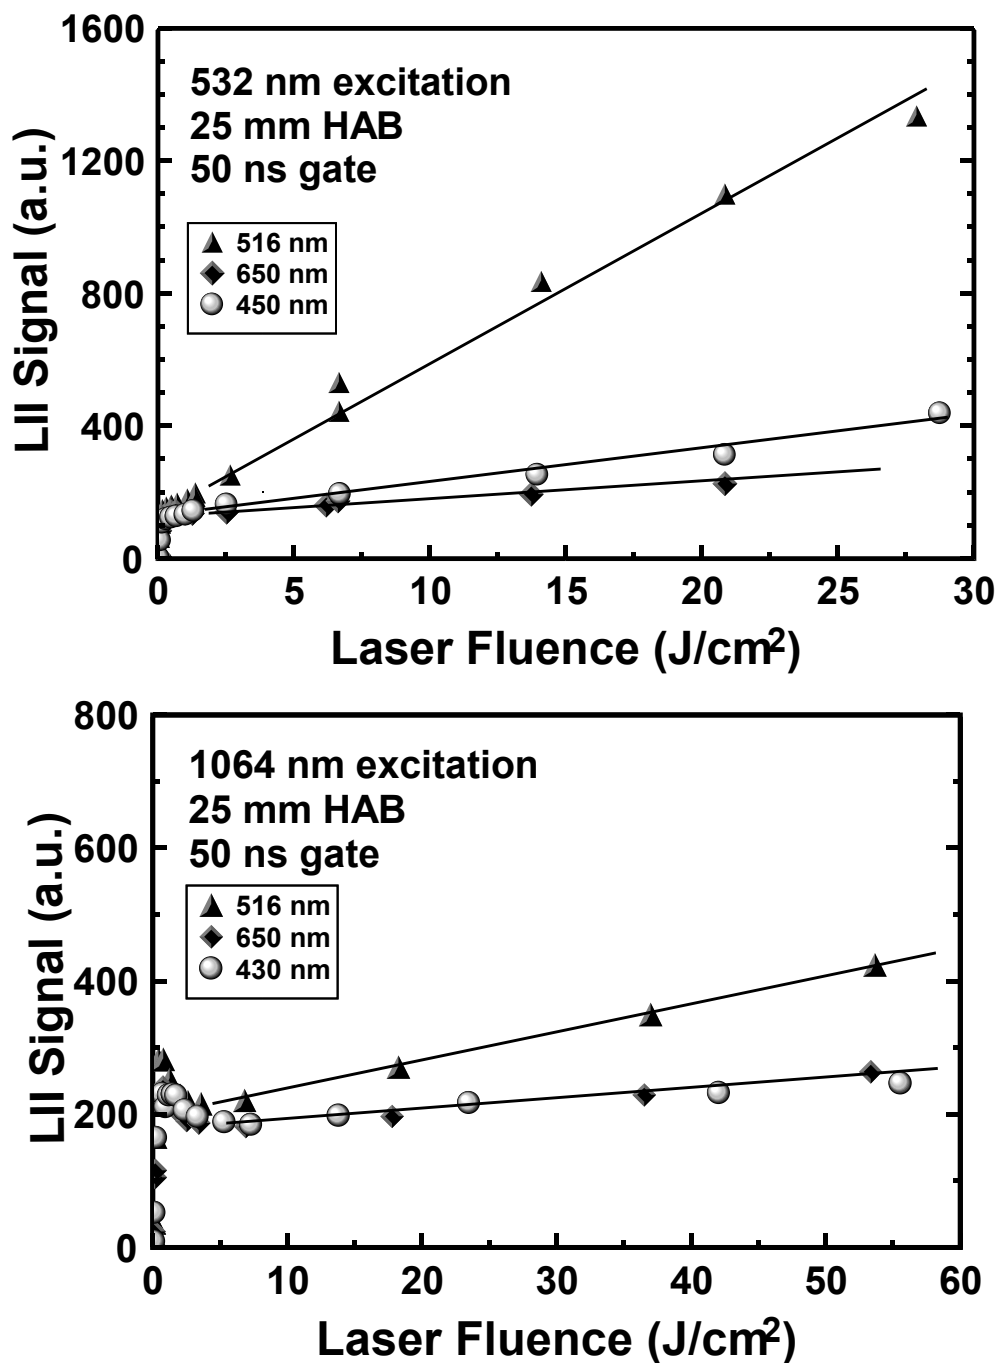 1600
1200
800
400
0
LII Signal (a.u.)
532 nm excitation
25 mm HAB
50 ns gate
516 nm
650 nm
450 nm
0 5 10 15 20 25 30
Laser Fluence (J/cm²)
800
600
400
200
0
LII Signal (a.u.)
1064 nm excitation
25 mm HAB
50 ns gate
516 nm
650 nm
430 nm
0 10 20 30 40 50 60
Laser Fluence (J/cm²)